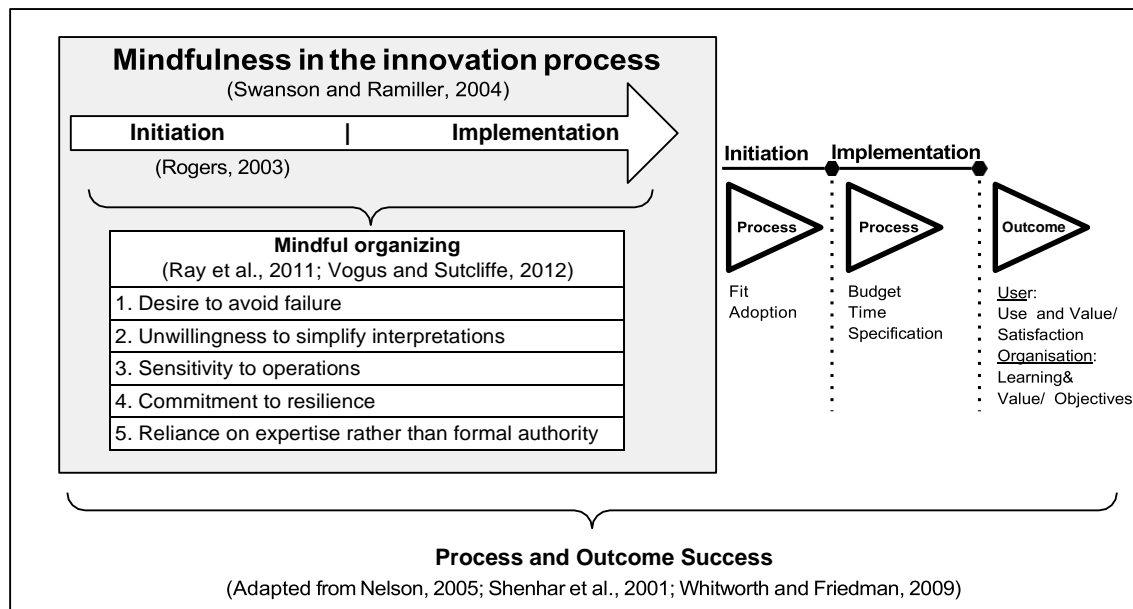 Mindfulness in the innovation process
(Swanson and Ramiller, 2004)
Initiation | Implementation
(Rogers, 2003)
Mindful organizing
(Ray et al., 2011; Vogus and Sutcliffe, 2012)
1. Desire to avoid failure
2. Unwillingness to simplify interpretations
3. Sensitivity to operations
4. Commitment to resilience
5. Reliance on expertise rather than formal authority
Initiation Implementation
Process Process Outcome
Fit
Adoption
Budget
Time
Specification
User:
Use and Value/
Satisfaction
Organisation:
Learning&
Value/ Objectives
Process and Outcome Success
(Adapted from Nelson, 2005; Shenhar et al., 2001; Whitworth and Friedman, 2009)